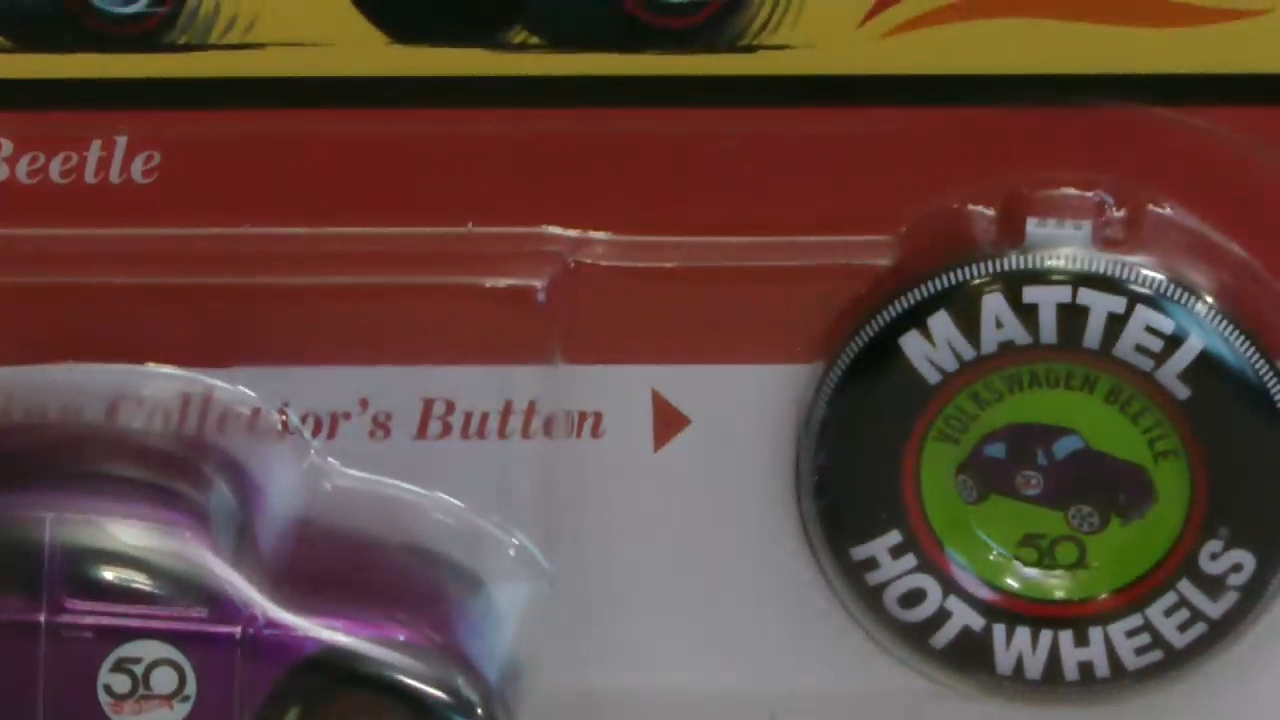 Beetle
Collector's Button
MATTEL
VOLKSWAGEN BEETLE
50
HOT WHEELS
50